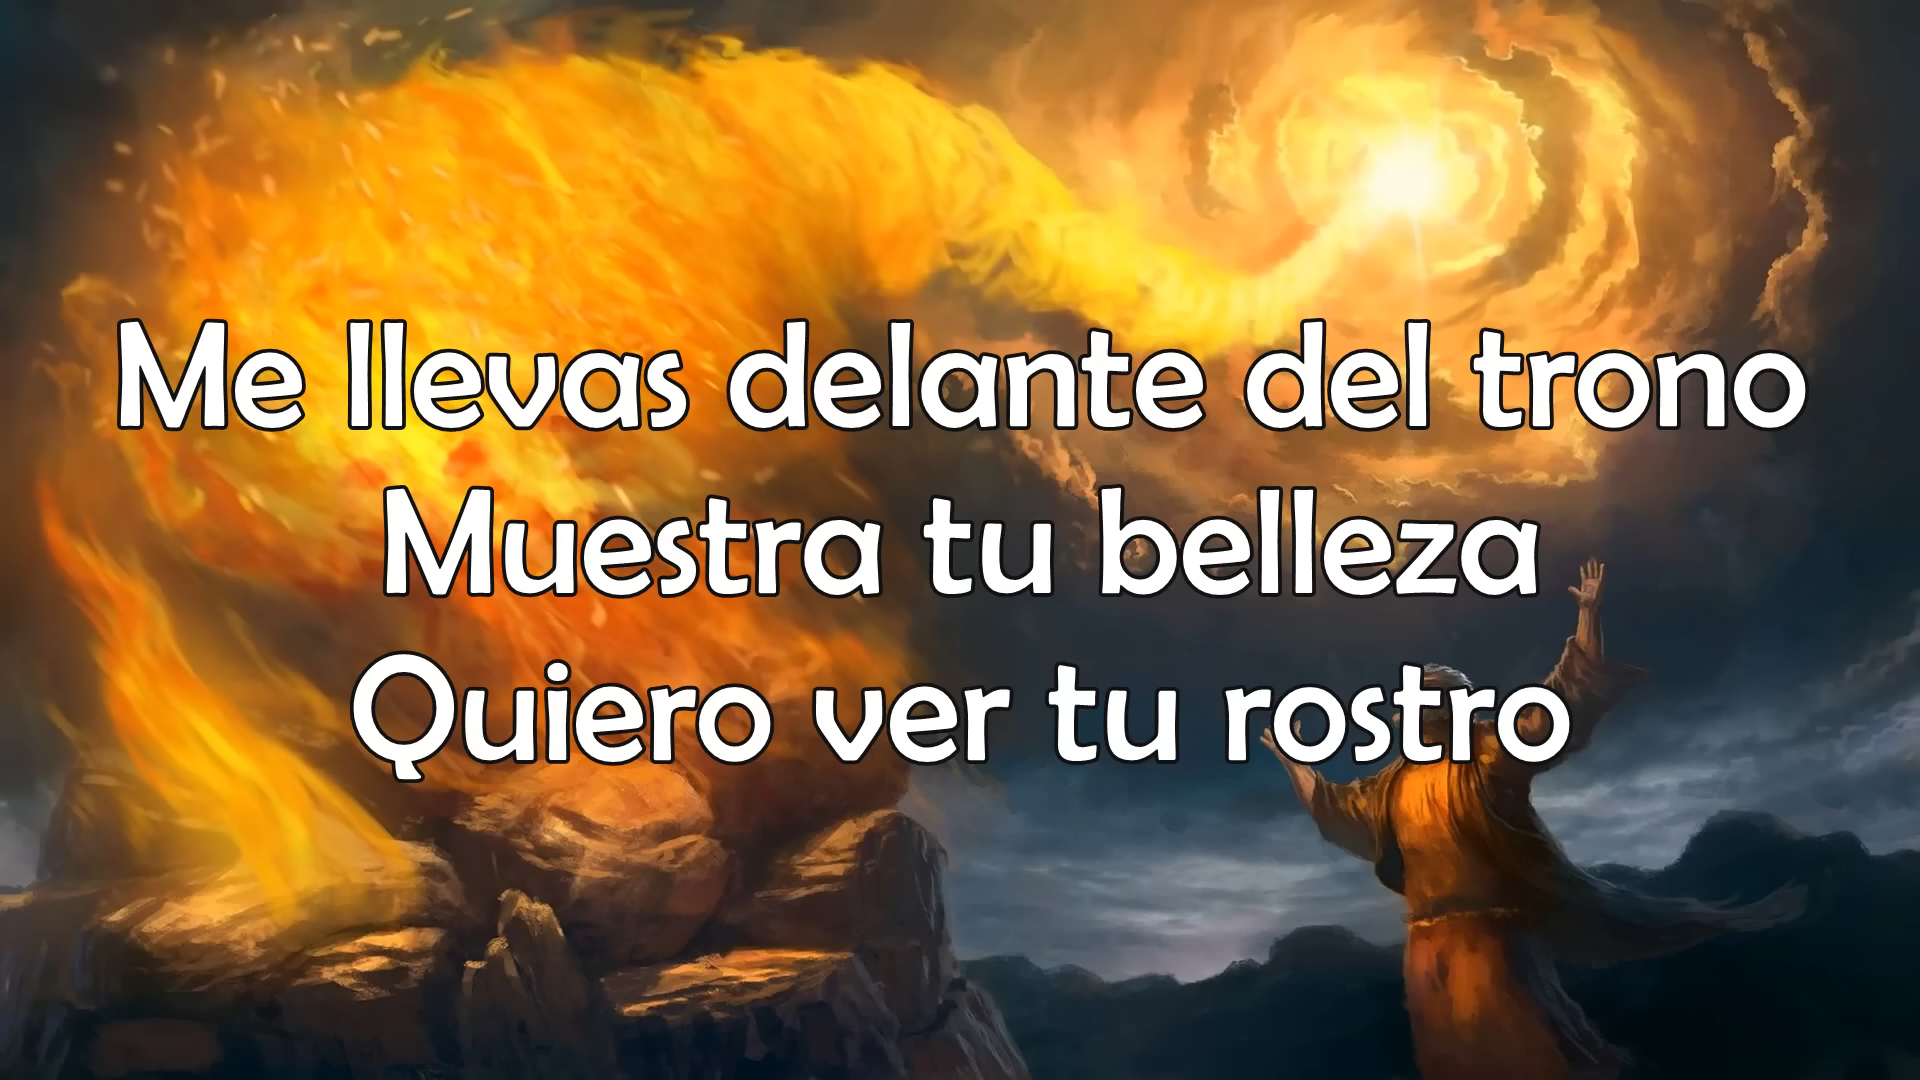 Me llevas delante del trono
Muestra tu belleza
Quiero ver tu rostro